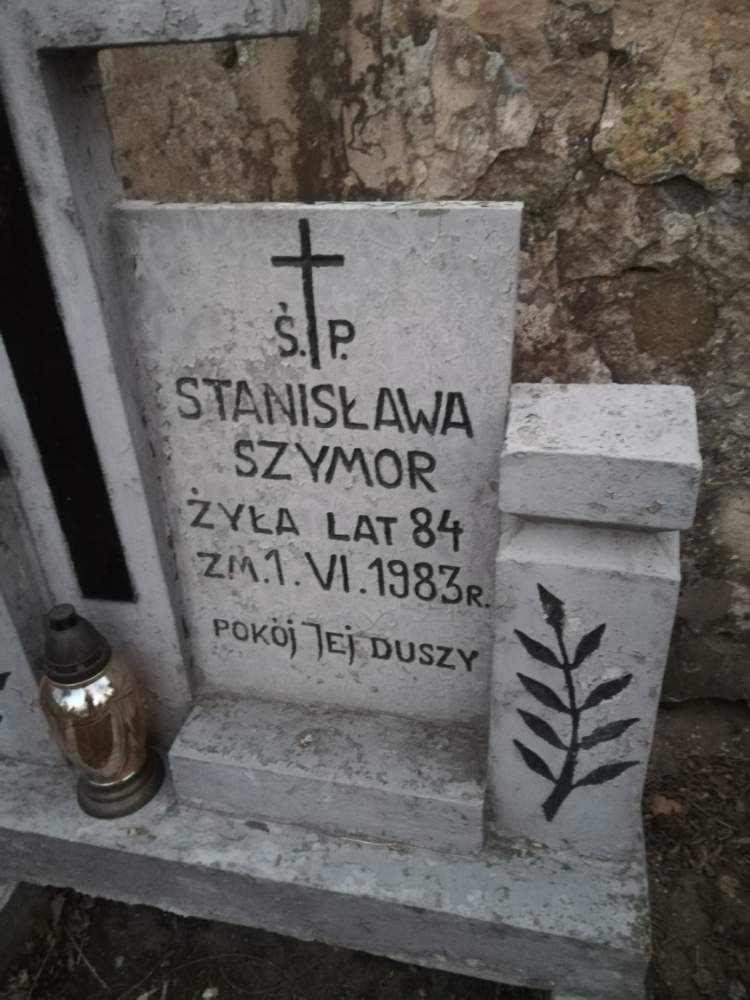 Ś. P.
STANISŁAWA
SZYMOR
ŻYŁA LAT 84
ZM. 1. VI. 1983R.
POKÓJ JEJ DUSZY